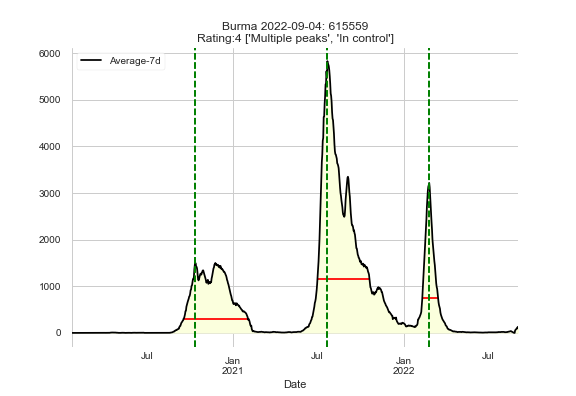 Burma 2022-09-04: 615559
Rating:4 ['Multiple peaks', 'In control']
Average-7d
6000
5000
4000
3000
2000
1000
0
Jul
Jan
2021
Jul
Jan
2022
Jul
Date